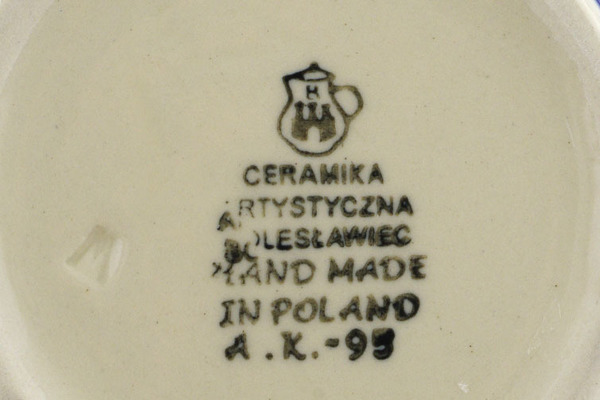 B
CERAMIKA
ARTYSTYCZNA
BOLESŁAWIEC
HAND MADE
IN POLAND
A.K.-95
M